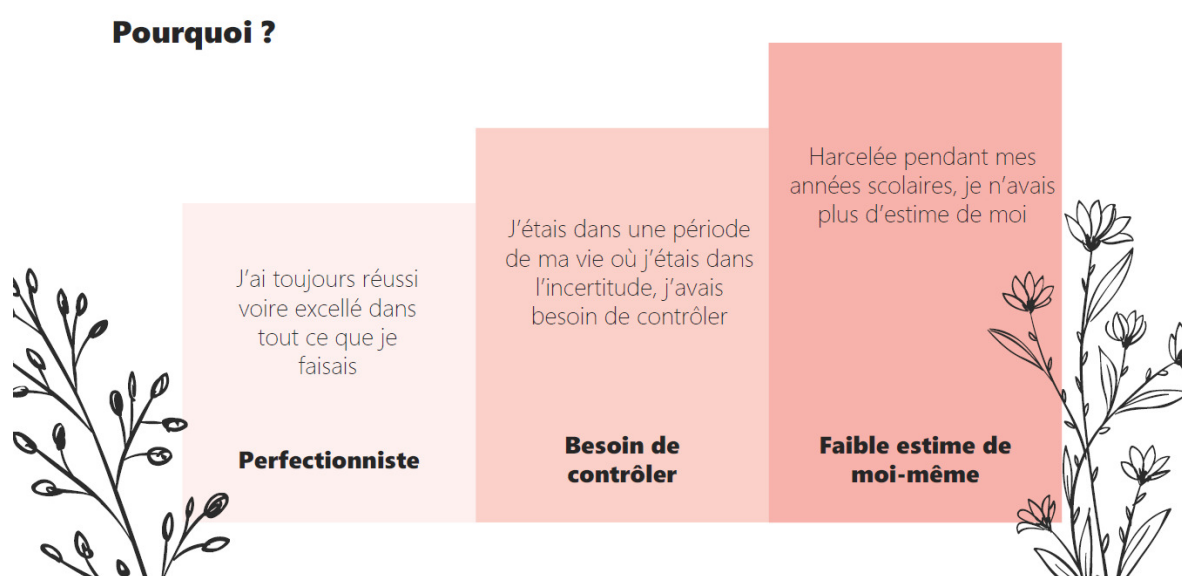 Pourquoi ?
J’ai toujours réussi
voire excellé dans
tout ce que je
faisais
Perfectionniste
J’étais dans une période
de ma vie où j’étais dans
l’incertitude, j’avais
besoin de contrôler
Besoin de
contrôler
Harcelée pendant mes
années scolaires, je n’avais
plus d’estime de moi
Faible estime de
moi-même